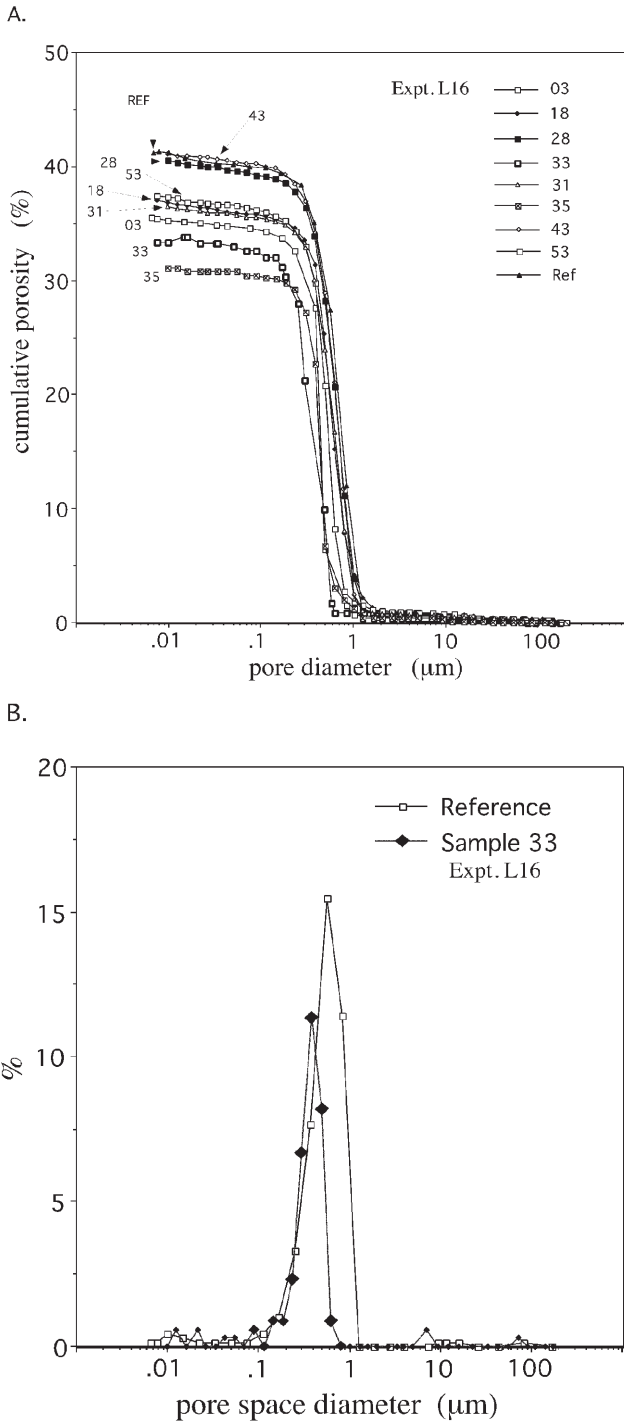 A.
50
40
30
20
10
0
cumulative porosity (%)
REF
43
28
53
18
31
03
33
35
Expt. L16
03
18
28
33
31
35
43
53
Ref
.01 .1 1 10 100
pore diameter (µm)
B.
20
15
10
5
0
%
Reference
Sample 33
Expt. L16
.01 .1 1 10 100
pore space diameter (µm)